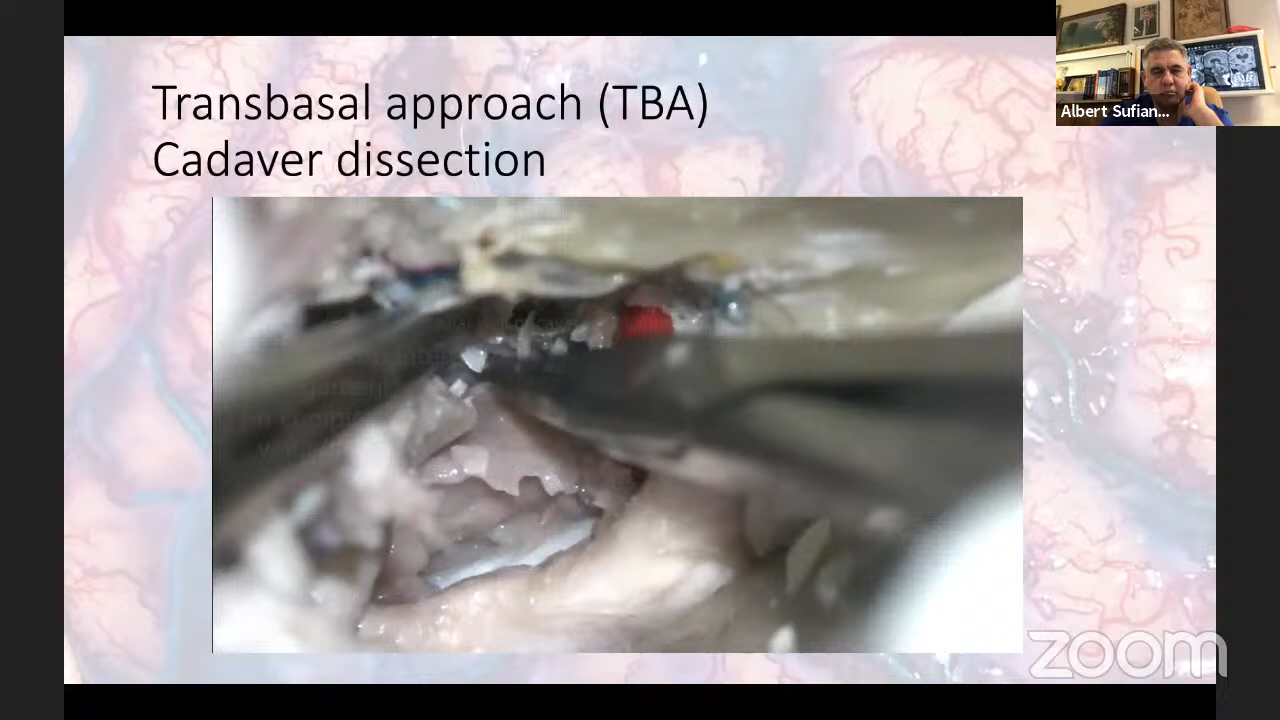 Transbasal approach (TBA)
Cadaver dissection
Albert Sufian...
zoom